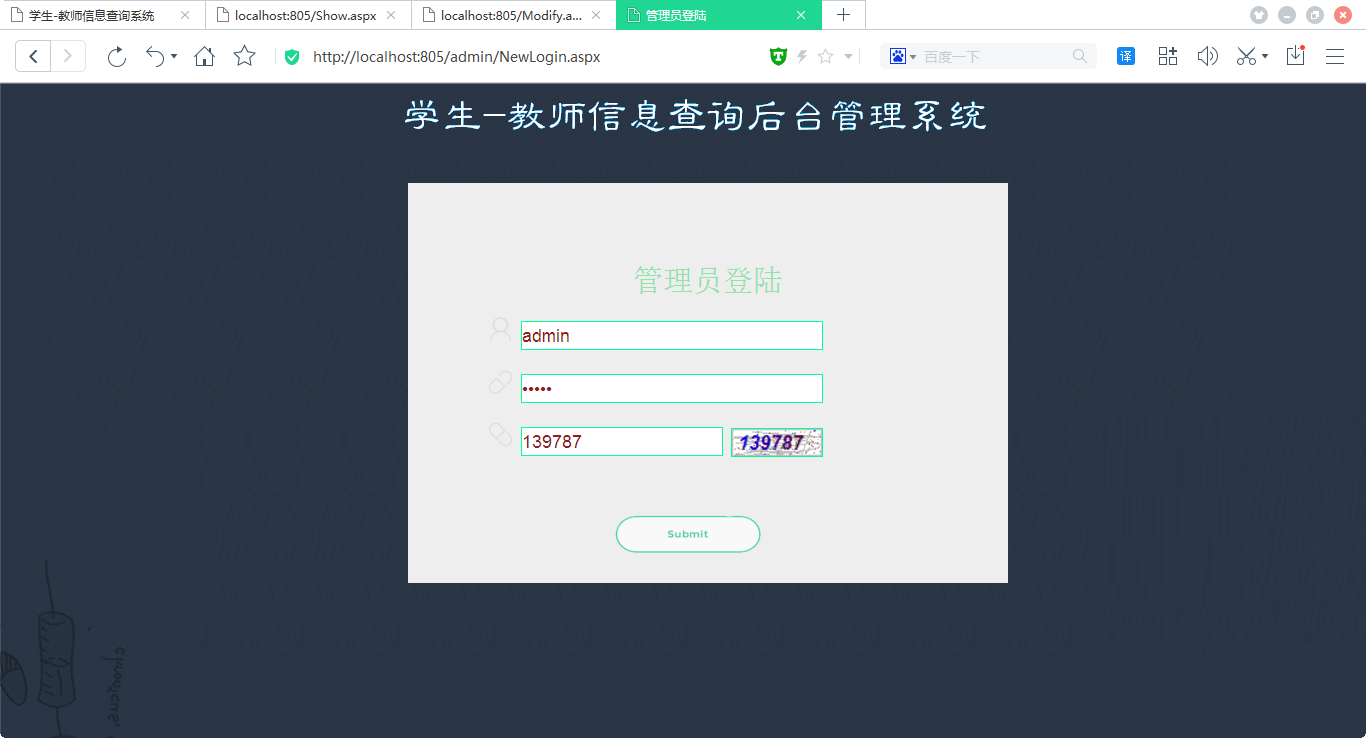 学生-教师信息查询系统
localhost:805/Show.aspx
localhost:805/Modify.a...
管理员登陆
http://localhost:805/admin/NewLogin.aspx
百度一下
译
学生-教师信息查询后台管理系统
管理员登陆
admin
•••••
139787
139787
Submit